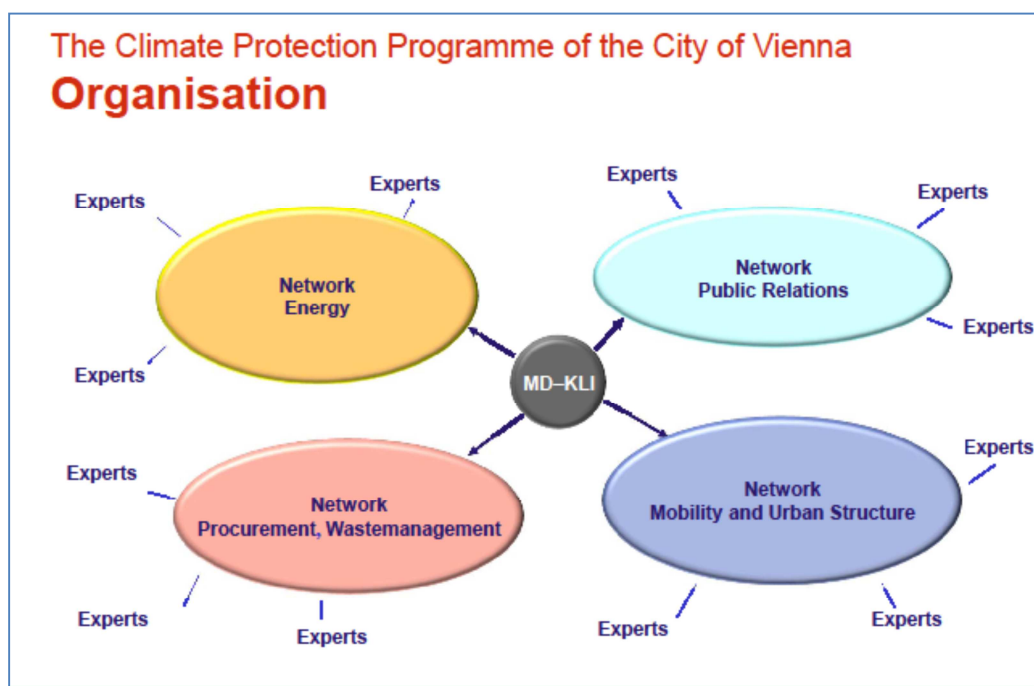 The Climate Protection Programme of the City of Vienna
Organisation
Experts
Experts
Experts
Experts
Network
Energy
Network
Public Relations
Experts
Experts
MD–KLI
Experts
Experts
Network
Procurement, Wastemanagement
Network
Mobility and Urban Structure
Experts
Experts
Experts
Experts